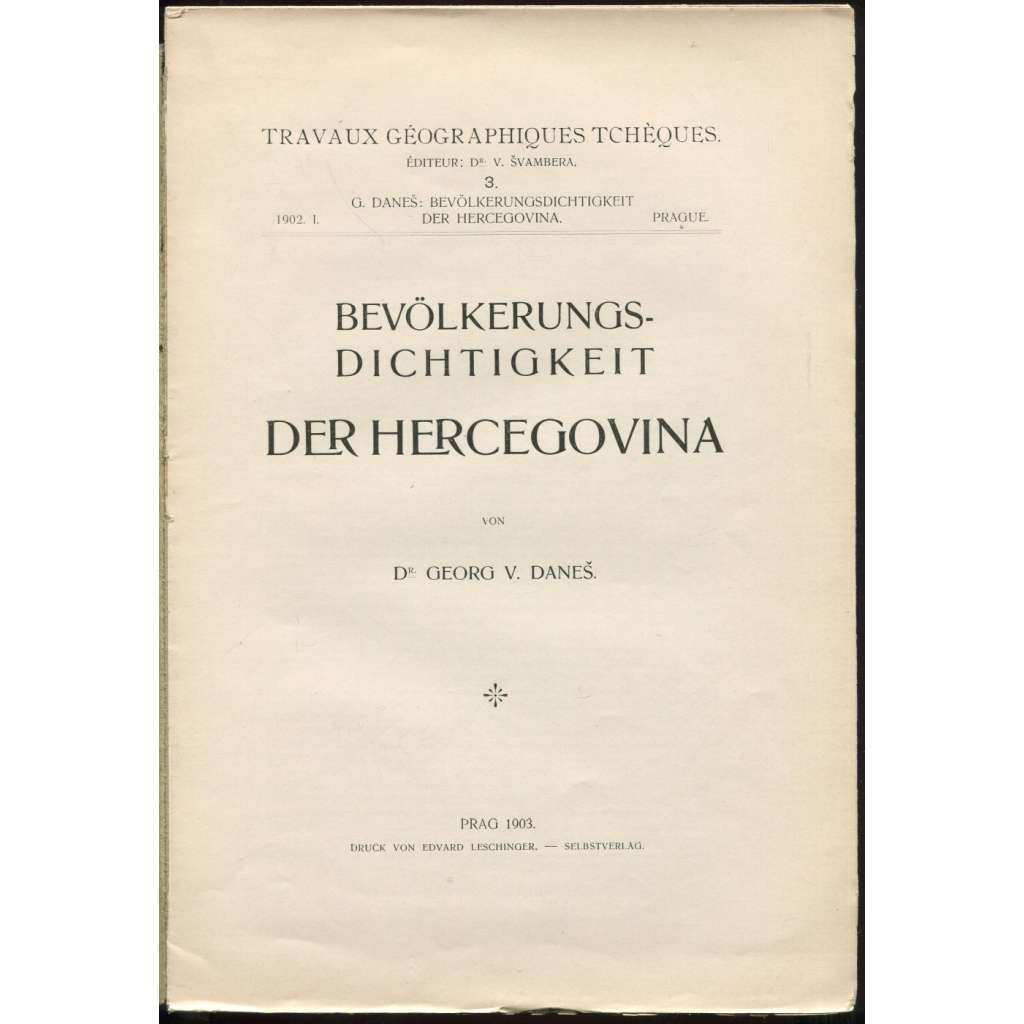 TRAVAUX GÉOGRAPHIQUES TCHÈQUES.
ÉDITEUR: DR. V. ŠVAMBERA.
3.
G. DANEŠ: BEVÖLKERUNGSDICHTIGKEIT
1902. I. DER HERCEGOVINA. PRAGUE.
BEVÖLKERUNGS-
DICHTIGKEIT
DER HERCEGOVINA
VON
DR. GEORG V. DANEŠ.
PRAG 1903.
DRUCK VON EDVARD LESCHINGER. — SELBSTVERLAG.